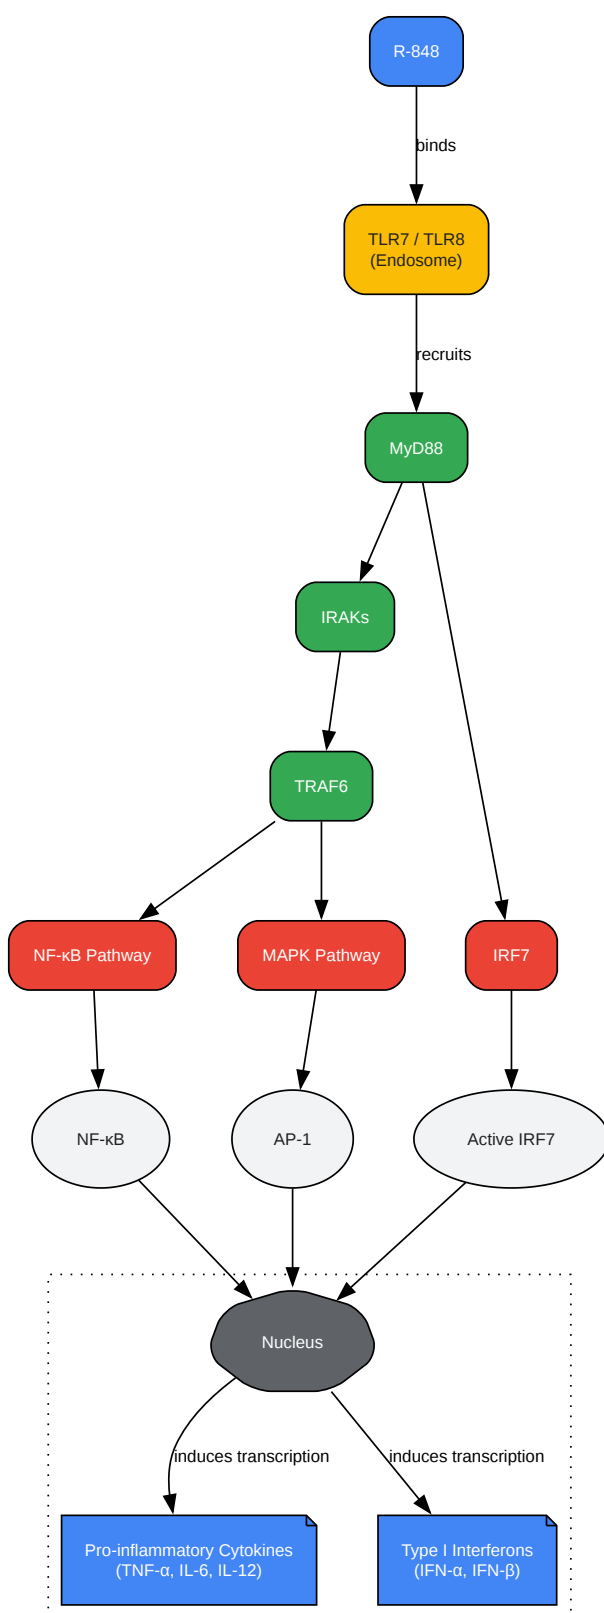 R-848
binds
TLR7 / TLR8
(Endosome)
recruits
MyD88
IRAKs
TRAF6
NF-κB Pathway
MAPK Pathway
IRF7
NF-κB
AP-1
Active IRF7
Nucleus
induces transcription
induces transcription
Pro-inflammatory Cytokines
(TNF-α, IL-6, IL-12)
Type I Interferons
(IFN-α, IFN-β)